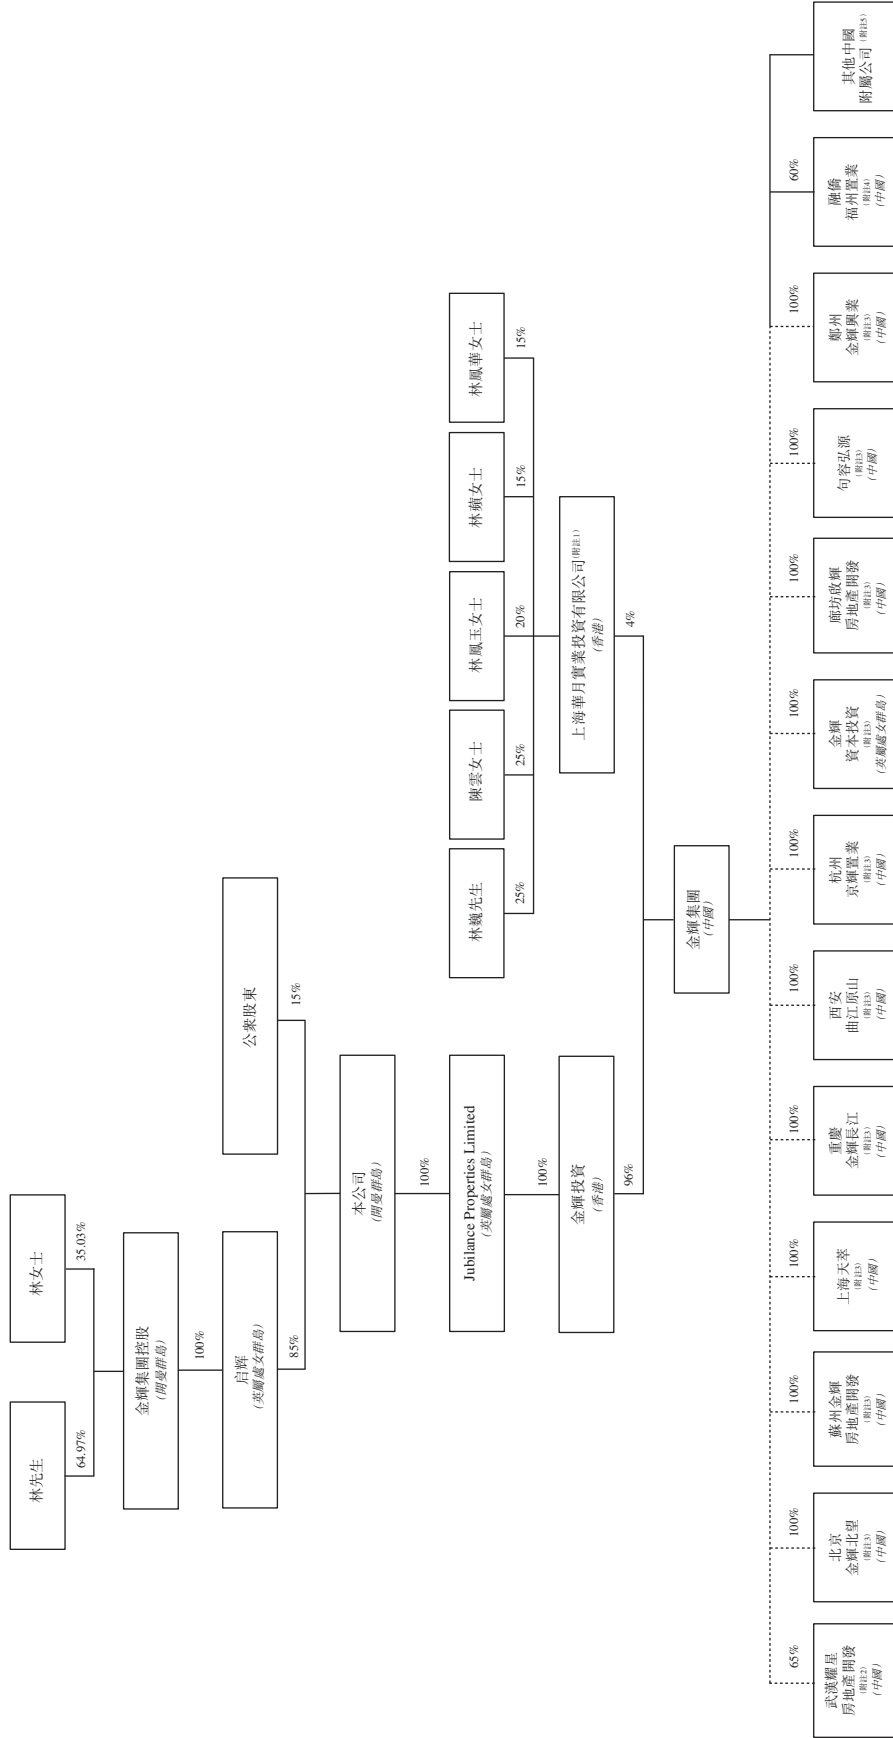 林先生
林女士
64.97%
35.03%
金輝集團控股
(開曼群島)
100%
启辉
(英屬處女群島)
公衆股東
85%
15%
本公司
(開曼群島)
100%
Jubilance Properties Limited
(英屬處女群島)
林巍先生
陳雲女士
林鳳玉女士
林蘋女士
林鳳華女士
100%
25%
25%
20%
15%
15%
金輝投資
(香港)
上海華月實業投資有限公司(附註1)
(香港)
96%
4%
金輝集團
(中國)
65%
100%
100%
100%
100%
100%
100%
100%
100%
100%
100%
60%
武漢耀星
房地產開發
(附註2)
(中國)
北京
金輝北望
(附註3)
(中國)
蘇州金輝
房地產開發
(附註3)
(中國)
上海天萃
(附註3)
(中國)
重慶
金輝長江
(附註3)
(中國)
西安
曲江原山
(附註3)
(中國)
杭州
京輝置業
(附註3)
(中國)
金輝
資本投資
(附註3)
(英屬處女群島)
廊坊啟輝
房地產開發
(附註3)
(中國)
句容弘源
(附註3)
(中國)
鄭州
金輝興業
(附註3)
(中國)
融僑
福州置業
(附註4)
(中國)
其他中國
附屬公司(附註5)